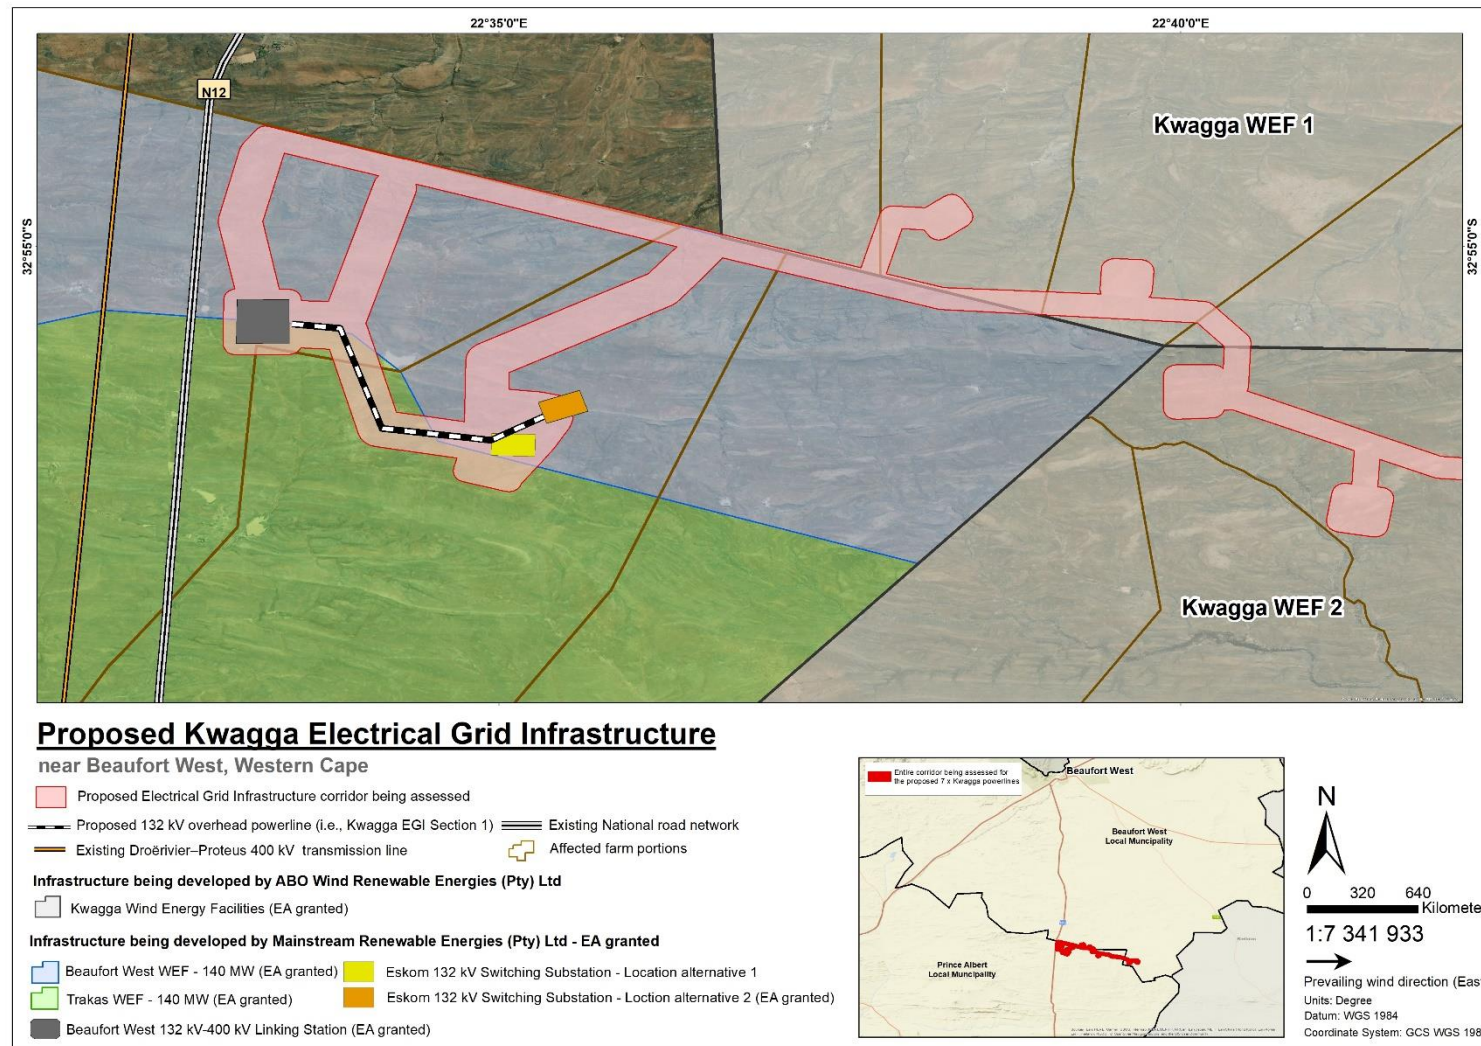 22°35'0"E
22°40'0"E
N12
Kwagga WEF 1
32°55'0"S
32°55'0"S
Kwagga WEF 2
Proposed Kwagga Electrical Grid Infrastructure
near Beaufort West, Western Cape
Proposed Electrical Grid Infrastructure corridor being assessed
Proposed 132 kV overhead powerline (i.e., Kwagga EGI Section 1)
Existing National road network
Existing Droërivier–Proteus 400 kV transmission line
Affected farm portions
Infrastructure being developed by ABO Wind Renewable Energies (Pty) Ltd
Kwagga Wind Energy Facilities (EA granted)
Infrastructure being developed by Mainstream Renewable Energies (Pty) Ltd - EA granted
Beaufort West WEF - 140 MW (EA granted)
Eskom 132 kV Switching Substation - Location alternative 1
Trakas WEF - 140 MW (EA granted)
Eskom 132 kV Switching Substation - Loction alternative 2 (EA granted)
Beaufort West 132 kV-400 kV Linking Station (EA granted)
Entire corridor being assessed for
the proposed 7 x Kwagga powerlines
Beaufort West
Beaufort West
Local Muncipality
Prince Albert
Local Muncipality
N
0 320 640
Kilomete
1:7 341 933
Prevailing wind direction (East
Units: Degree
Datum: WGS 1984
Coordinate System: GCS WGS 198